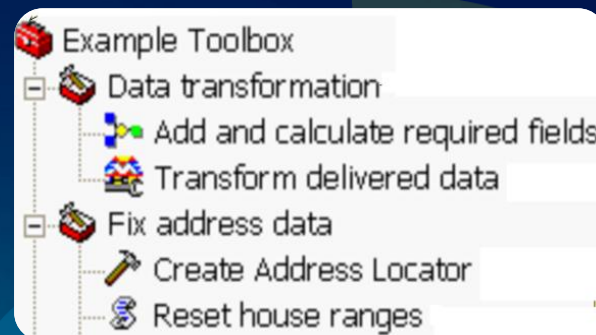 Example Toolbox
Data transformation
Add and calculate required fields
Transform delivered data
Fix address data
Create Address Locator
Reset house ranges